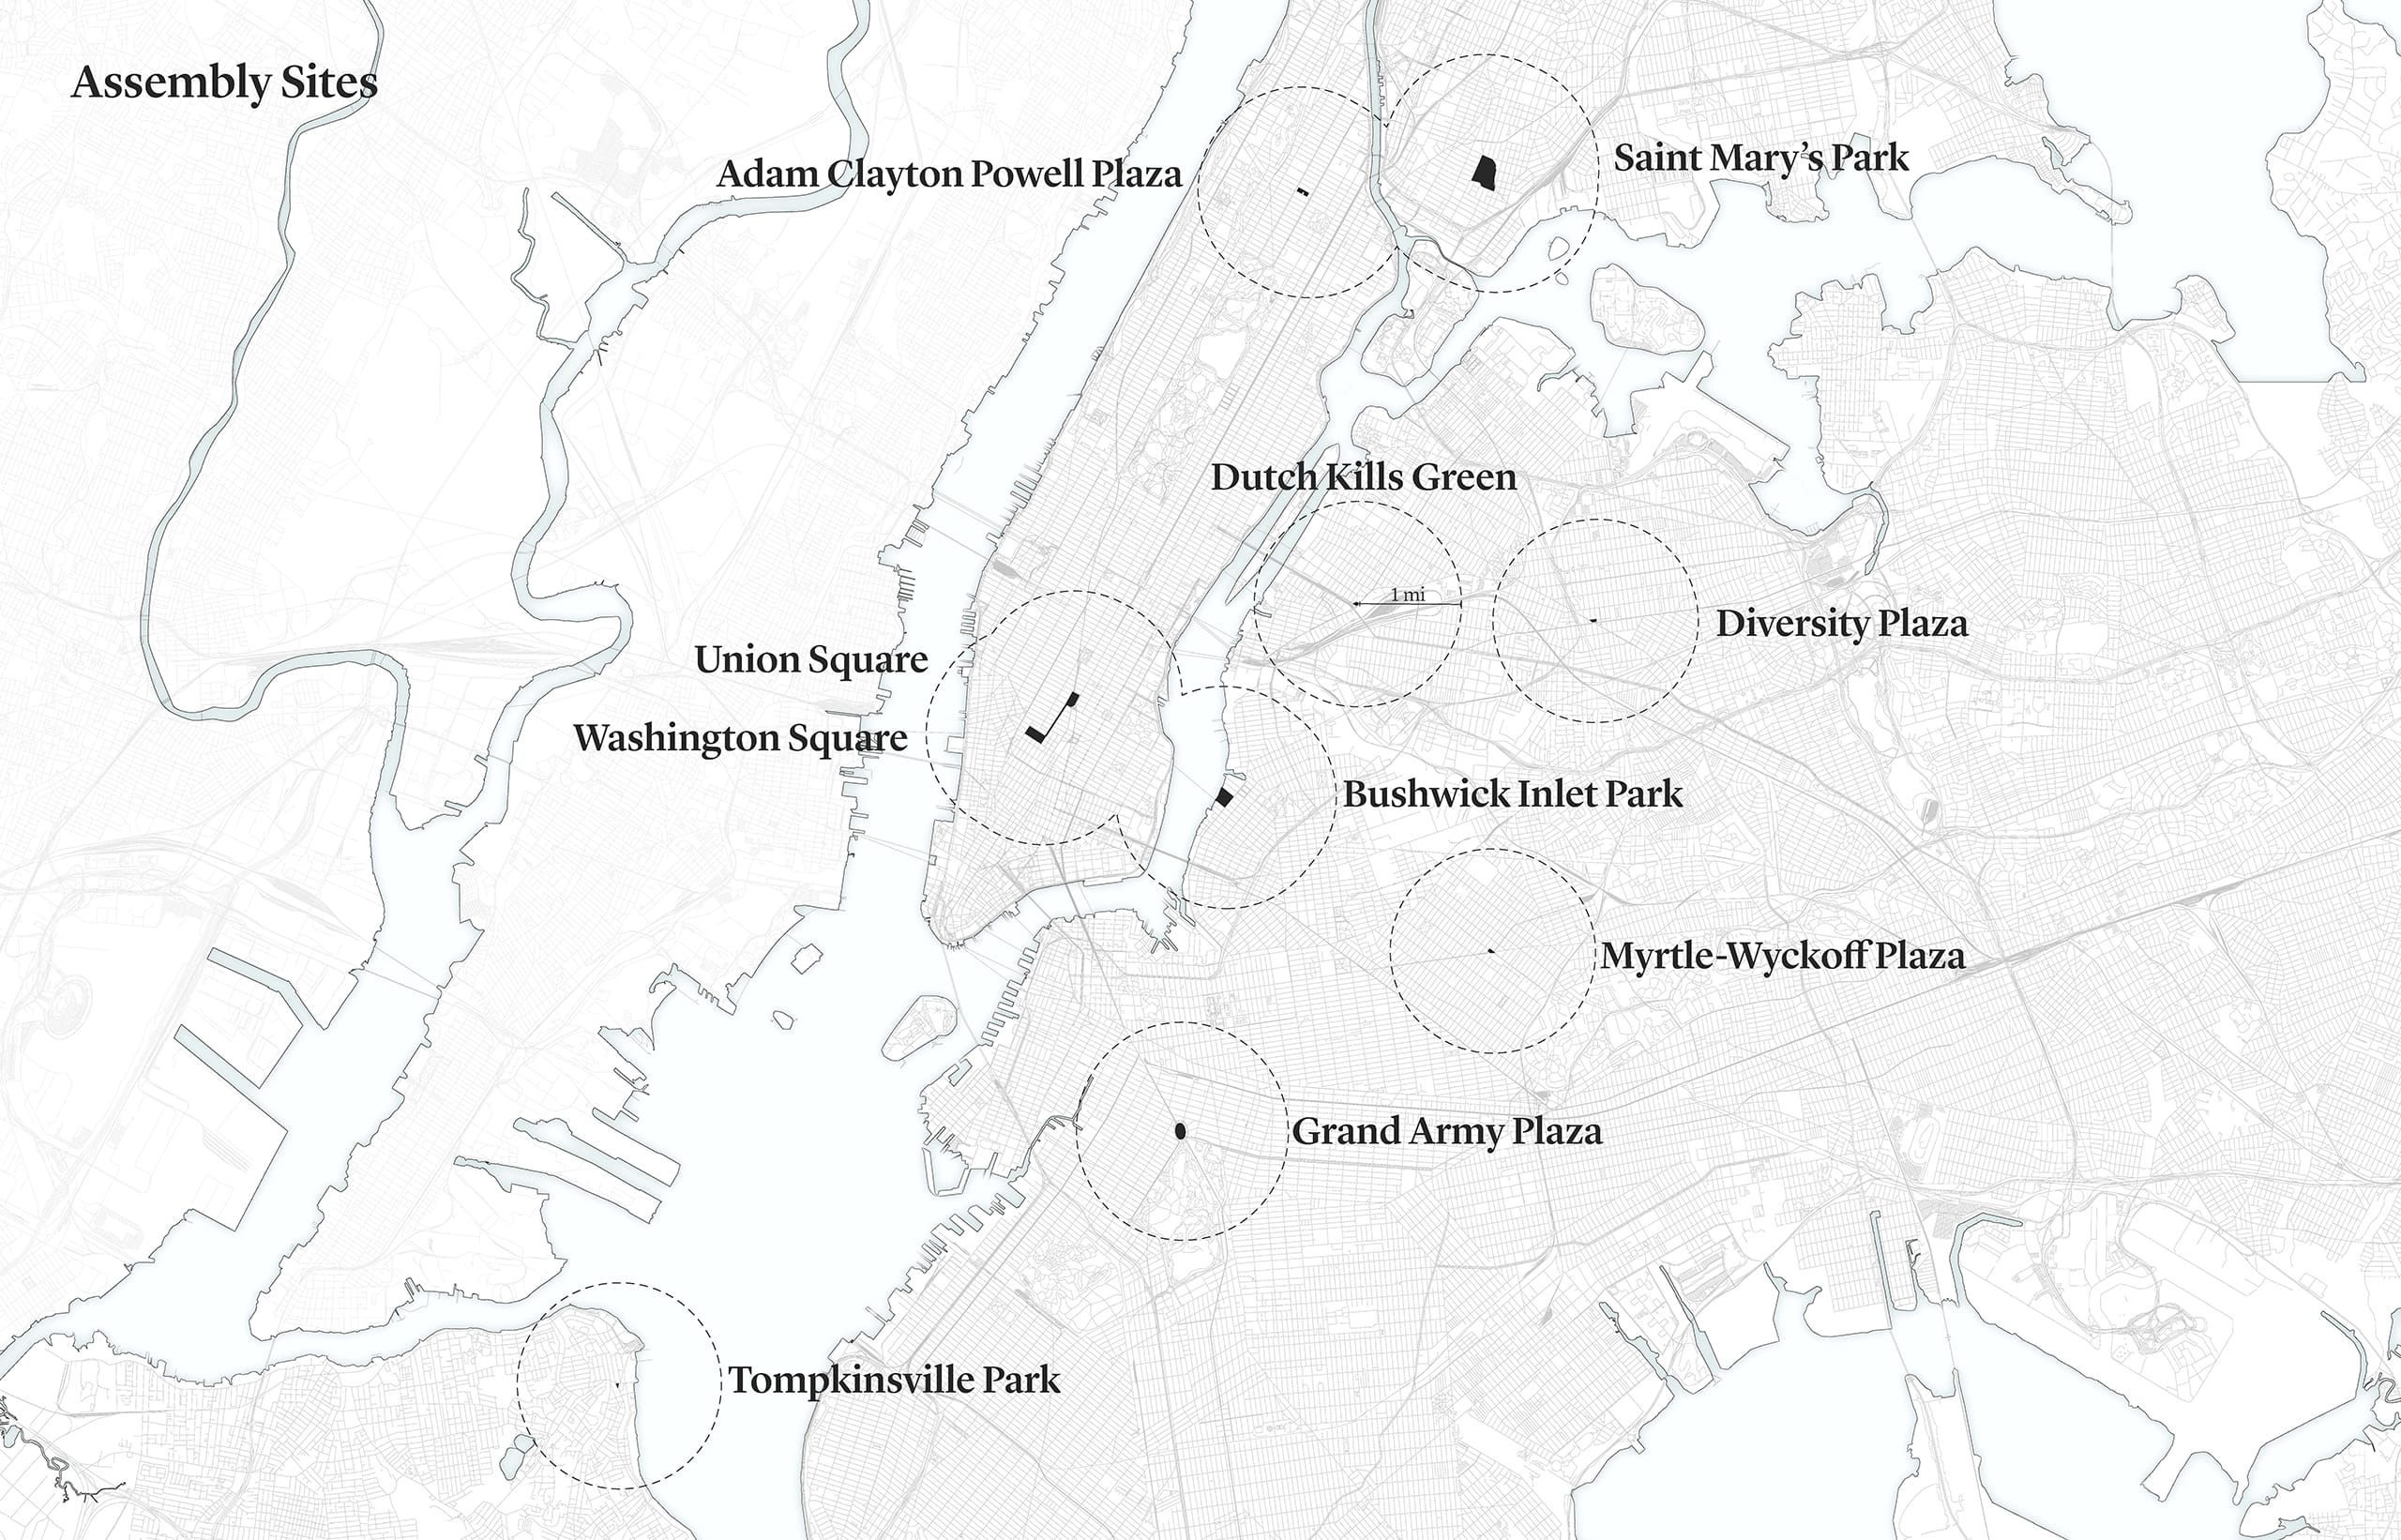 Assembly Sites
Adam Clayton Powell Plaza
Saint Mary's Park
Dutch Kills Green
1 mi
Diversity Plaza
Union Square
Washington Square
Bushwick Inlet Park
Myrtle-Wyckoff Plaza
Grand Army Plaza
Tompkinsville Park